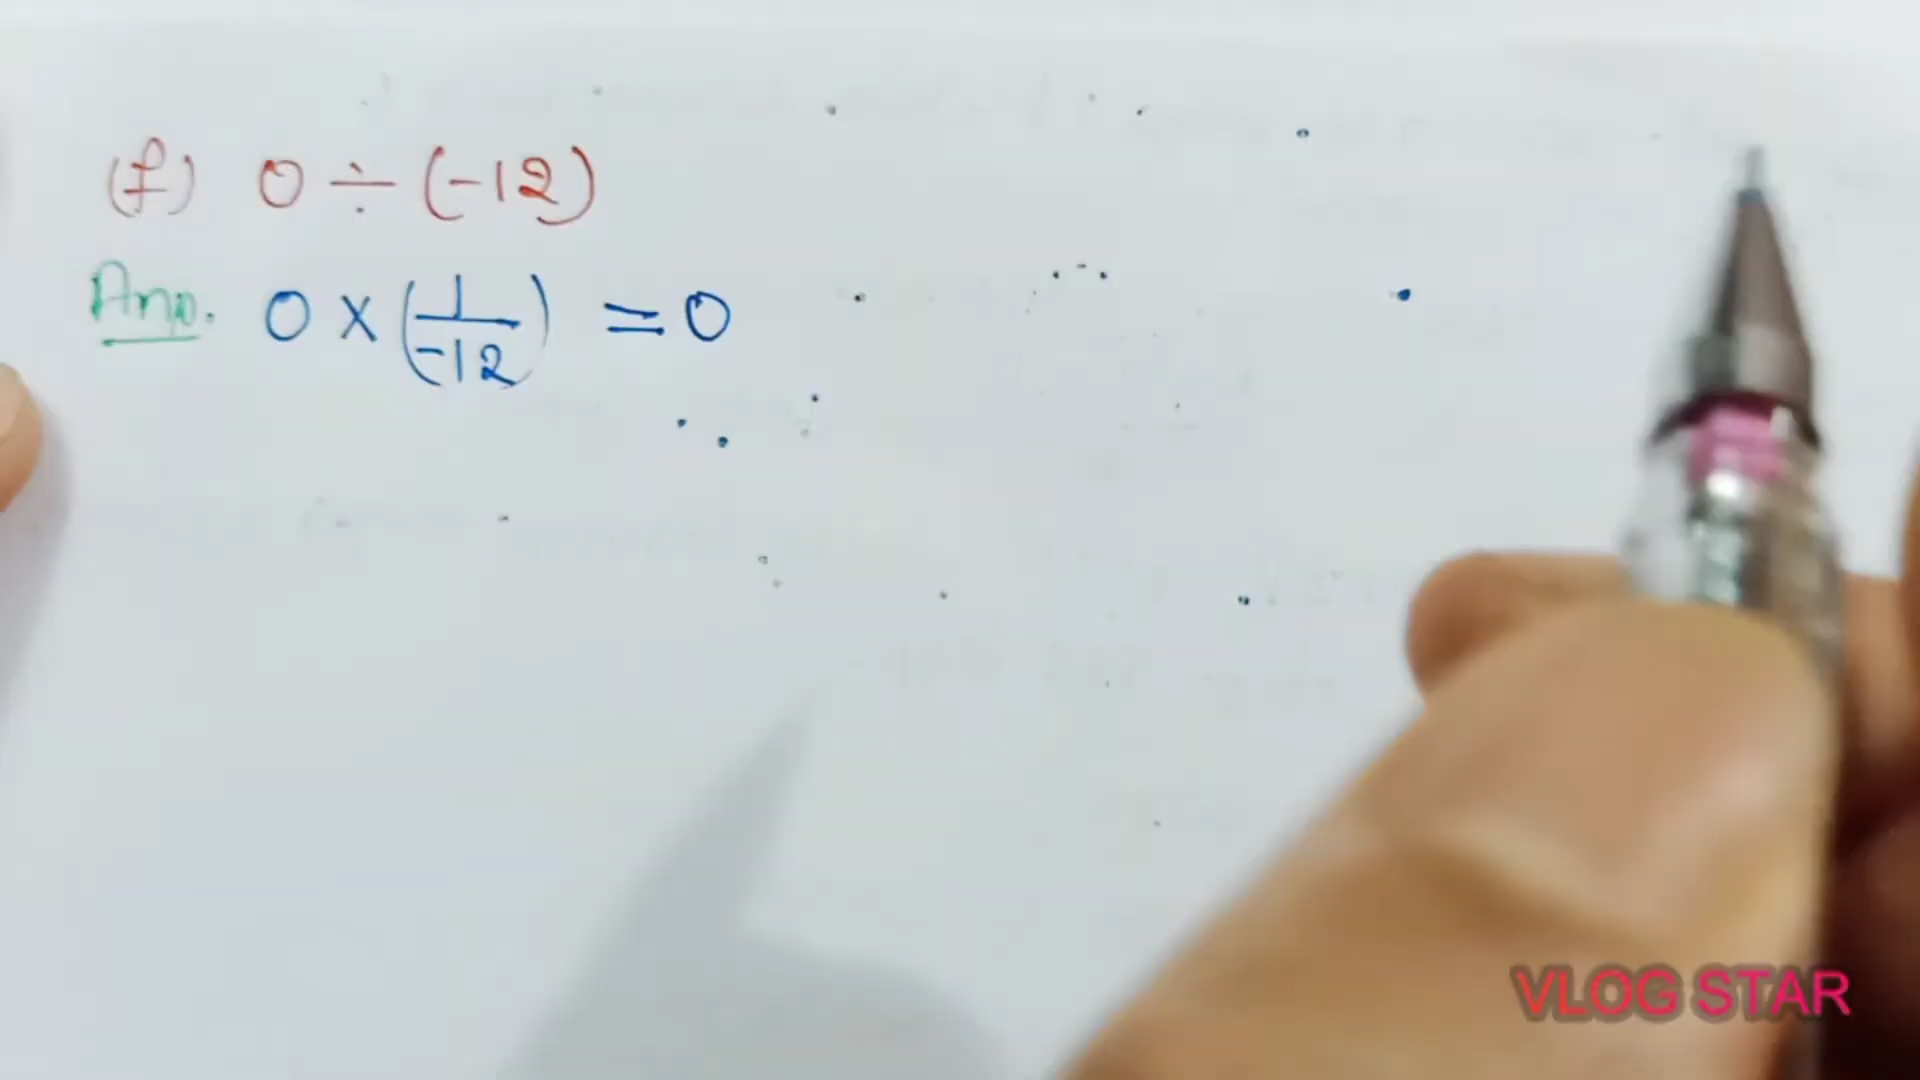 (f) 0 ÷ (-12)
Ans. 0 × (1/-12) = 0
VLOG STAR